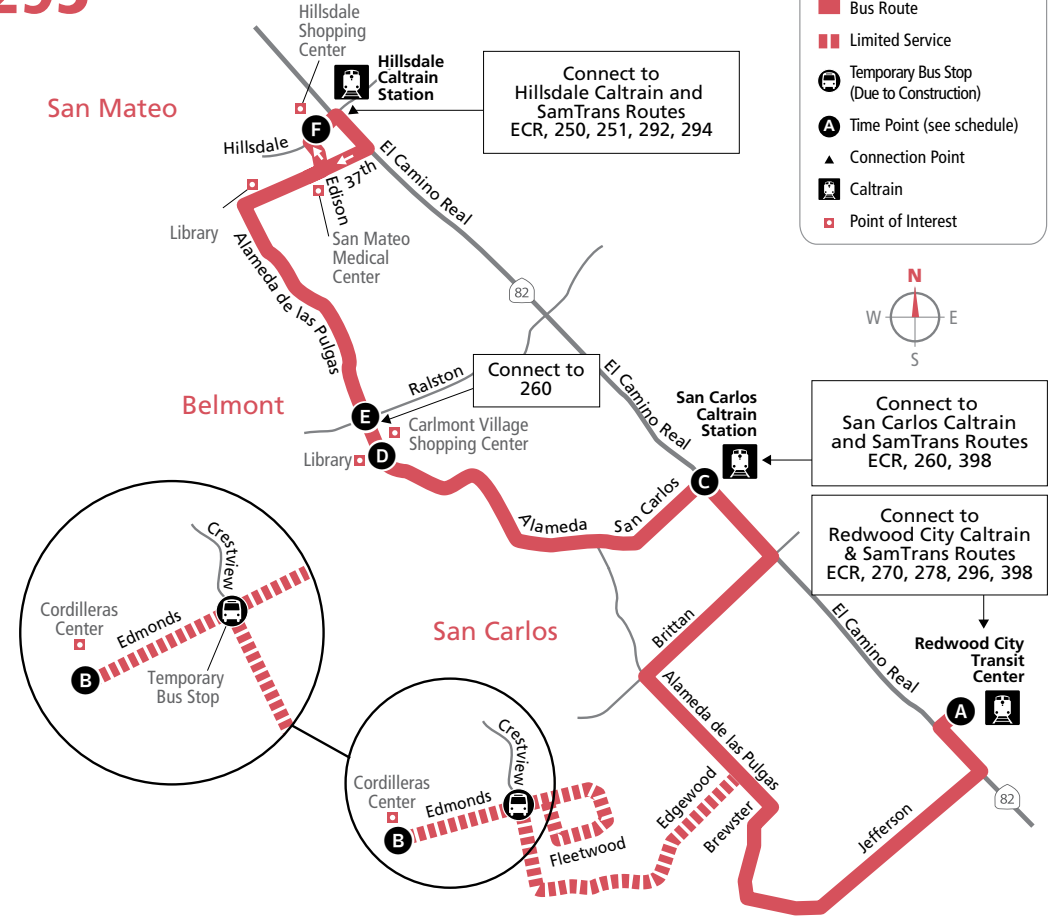 Bus Route
Limited Service
Temporary Bus Stop
(Due to Construction)
A Time Point (see schedule)
Connection Point
Caltrain
Point of Interest
N
W
E
S
Hillsdale
Shopping
Center
Hillsdale
Caltrain
Station
San Mateo
Connect to
Hillsdale Caltrain and
SamTrans Routes
ECR, 250, 251, 292, 294
F
Hillsdale
El Camino Real
37th
Edison
Library
San Mateo
Medical
Center
Alameda de las Pulgas
82
Belmont
Ralston
Connect to
260
El Camino Real
E
Carlmont Village
Shopping Center
Library
D
San Carlos
Caltrain
Station
C
Connect to
San Carlos Caltrain
and SamTrans Routes
ECR, 260, 398
Alameda
San Carlos
Connect to
Redwood City Caltrain
& SamTrans Routes
ECR, 270, 278, 296, 398
San Carlos
Brittan
El Camino Real
Redwood City
Transit
Center
A
Alameda de las Pulgas
Crestview
Cordilleras
Center
Edmonds
B
Temporary
Bus Stop
Crestview
Cordilleras
Center
Edmonds
B
Fleetwood
Edgewood
Brewster
Jefferson
82